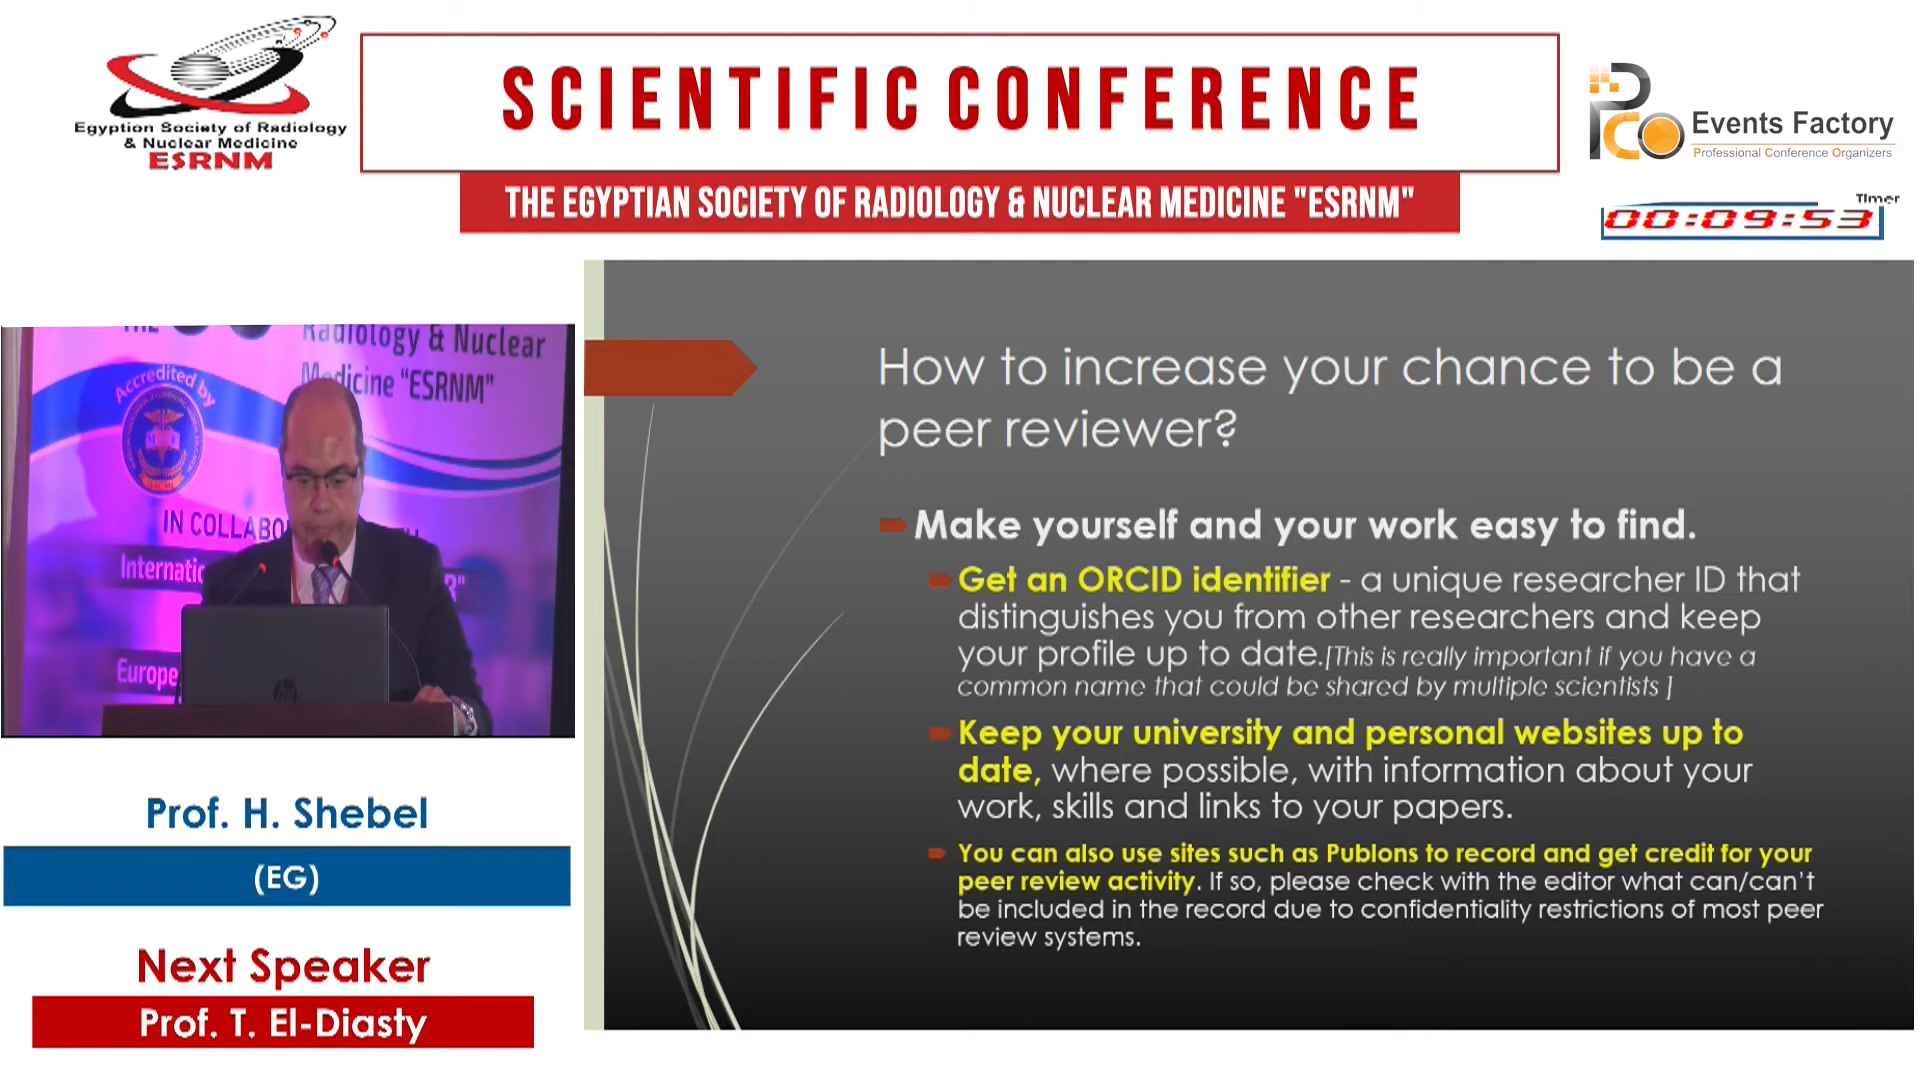 Egyptian Society of Radiology
& Nuclear Medicine
ESRNM
SCIENTIFIC CONFERENCE
THE EGYPTIAN SOCIETY OF RADIOLOGY & NUCLEAR MEDICINE "ESRNM"
PCO
Events Factory
Professional Conference Organizers
Timer
00:09:53
THE
Radiology & Nuclear
Medicine "ESRNM"
Accredited by
IN COLLABO
Internatio
Europe
Prof. H. Shebel
(EG)
Next Speaker
Prof. T. El-Diasty
How to increase your chance to be a
peer reviewer?
Make yourself and your work easy to find.
Get an ORCID identifier - a unique researcher ID that
distinguishes you from other researchers and keep
your profile up to date.[This is really important if you have a
common name that could be shared by multiple scientists ]
Keep your university and personal websites up to
date, where possible, with information about your
work, skills and links to your papers.
You can also use sites such as Publons to record and get credit for your
peer review activity. If so, please check with the editor what can/can't
be included in the record due to confidentiality restrictions of most peer
review systems.